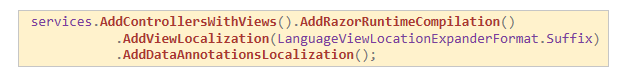 services.AddControllersWithViews().AddRazorRuntimeCompilation()
.AddViewLocalization(LanguageViewLocationExpanderFormat.Suffix)
.AddDataAnnotationsLocalization();